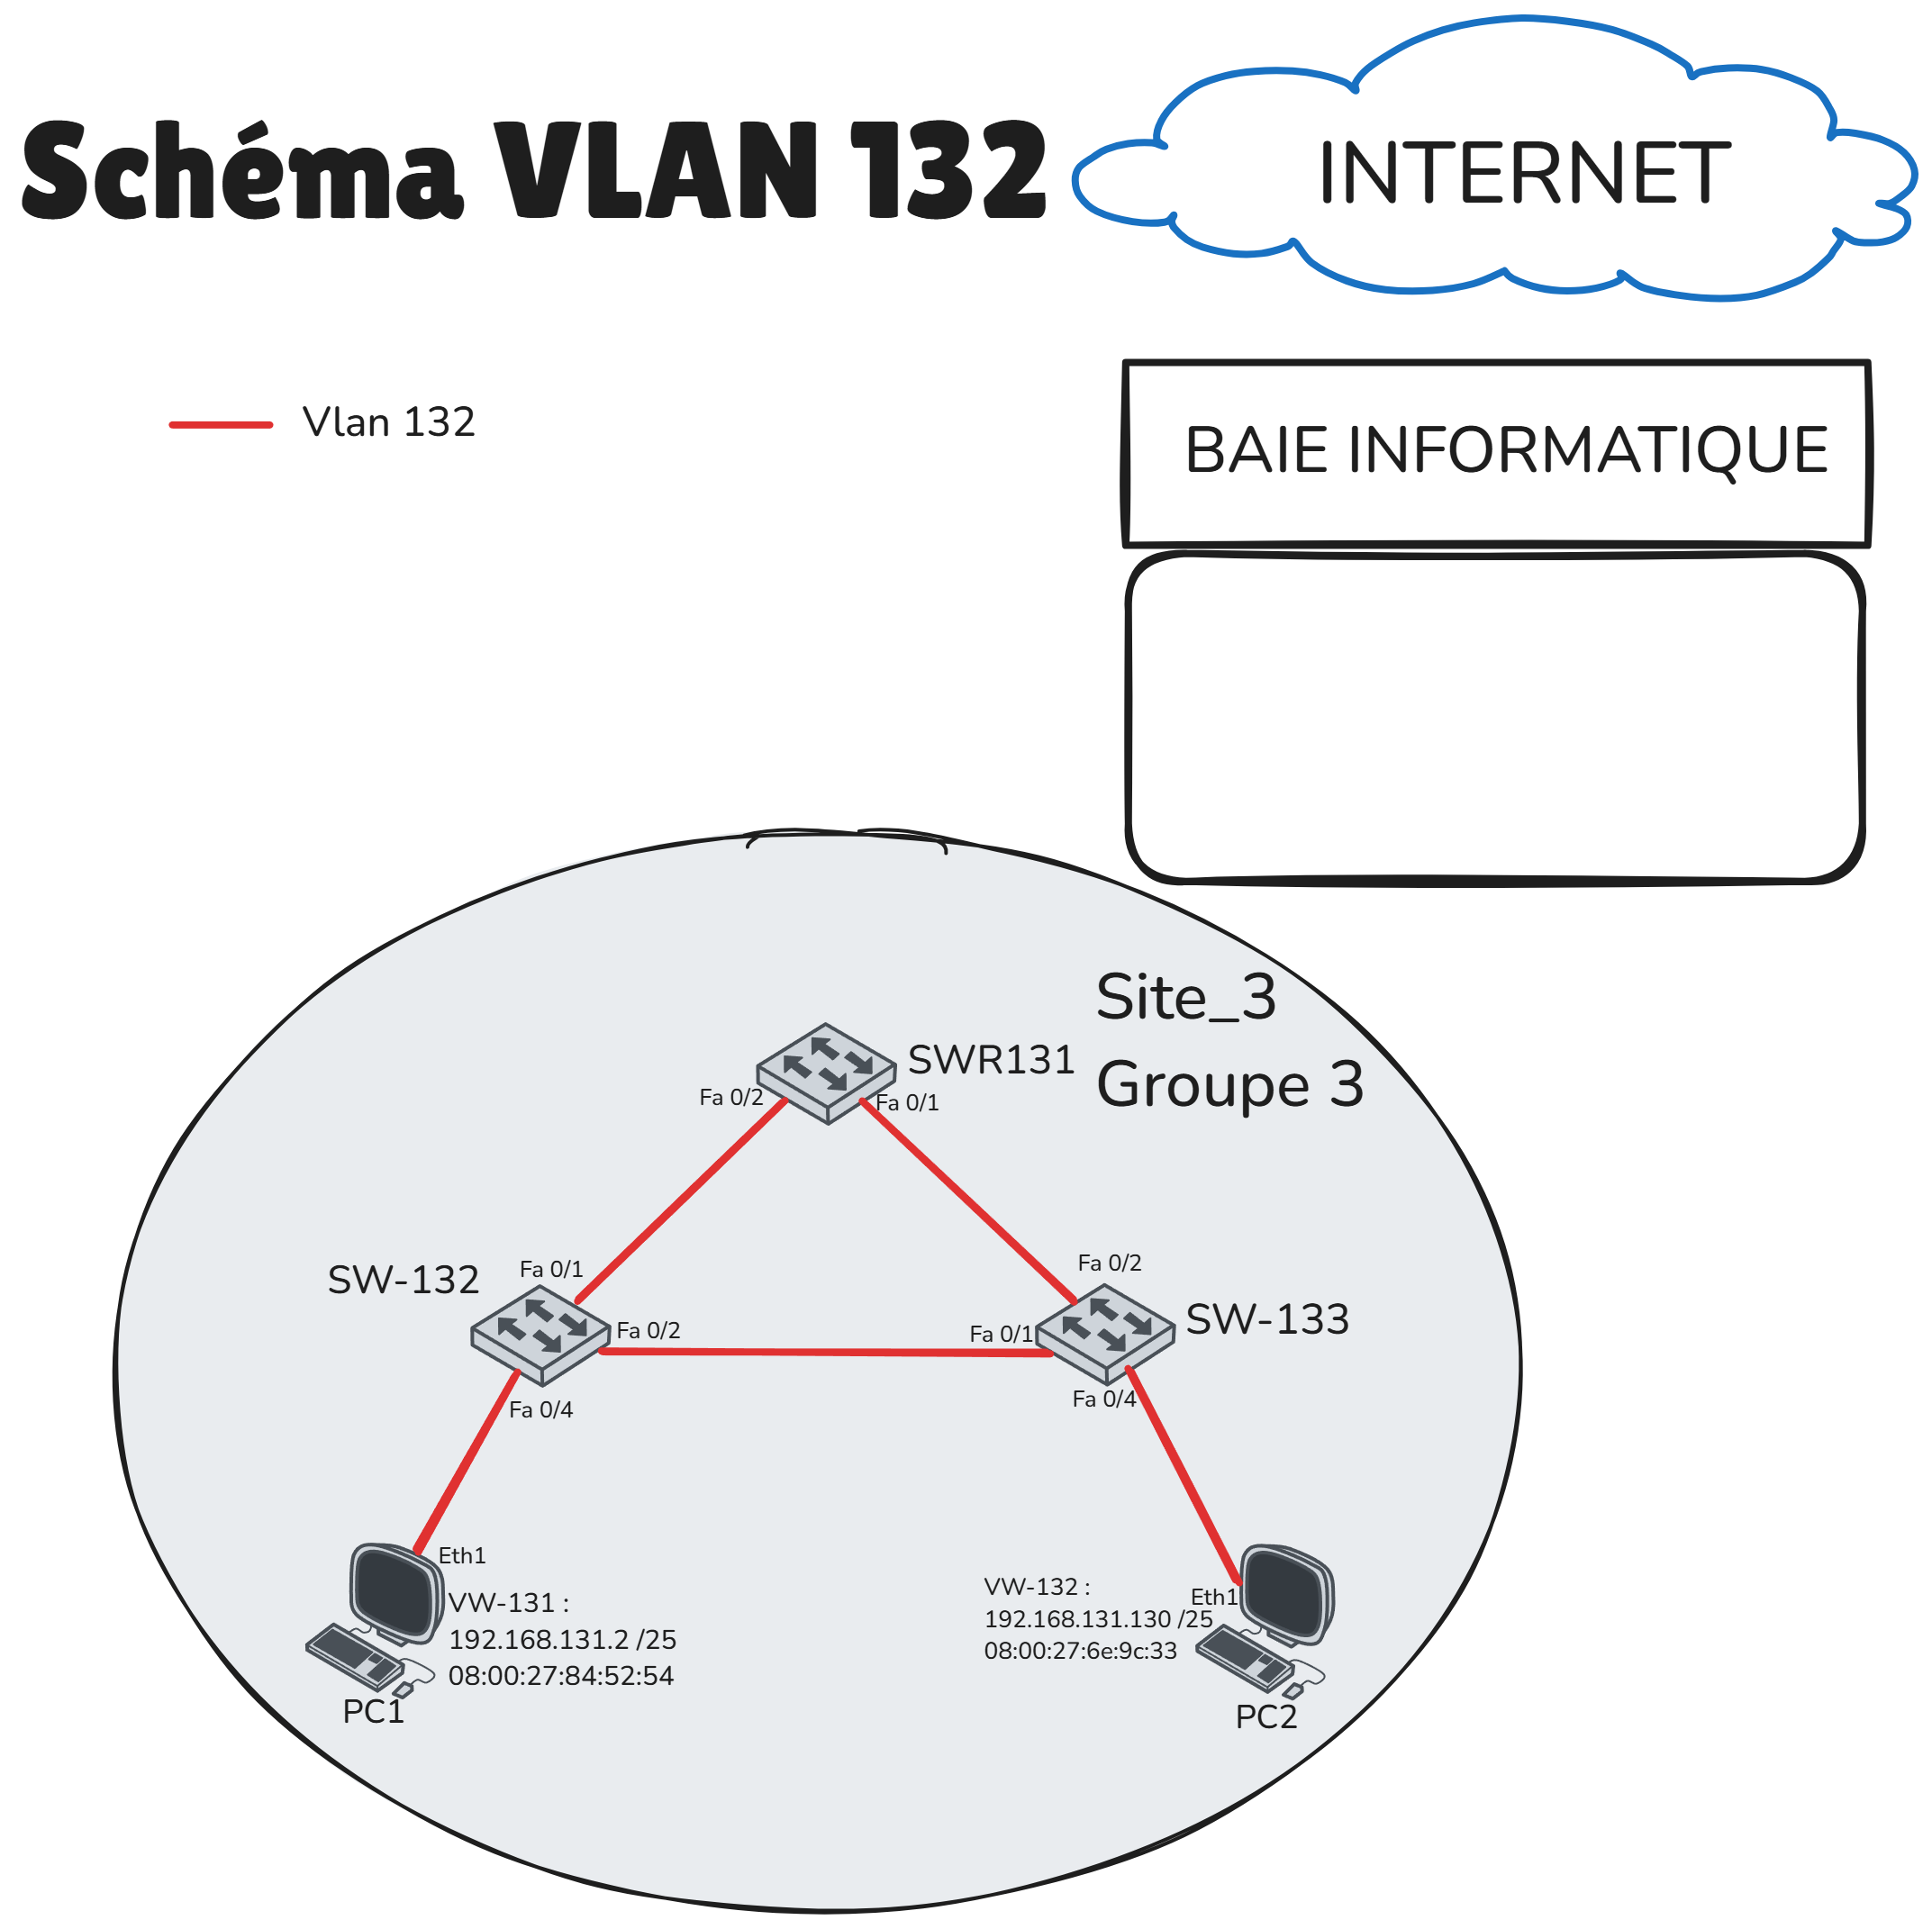 Schéma VLAN 132
INTERNET
Vlan 132
BAIE INFORMATIQUE
Site_3
Groupe 3
SWR131
Fa 0/2
Fa 0/1
SW-132
Fa 0/1
Fa 0/2
Fa 0/4
Fa 0/2
SW-133
Fa 0/1
Fa 0/4
Eth1
VW-131 :
192.168.131.2 /25
08:00:27:84:52:54
PC1
VW-132 :
Eth1
192.168.131.130 /25
08:00:27:6e:9c:33
PC2